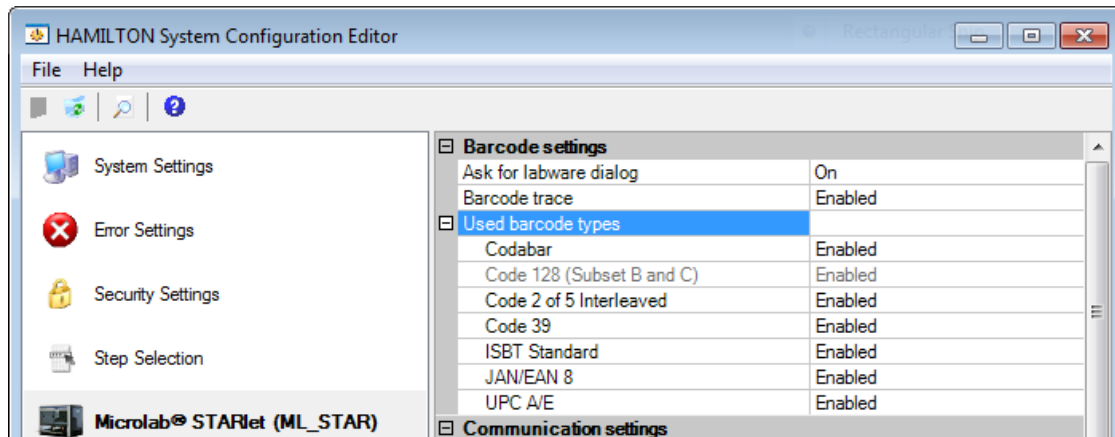 HAMILTON System Configuration Editor
Rectangular
File Help
System Settings
Error Settings
Security Settings
Step Selection
Microlab® STARlet (ML_STAR)
Barcode settings
Ask for labware dialog On
Barcode trace Enabled
Used barcode types
Codabar Enabled
Code 128 (Subset B and C) Enabled
Code 2 of 5 Interleaved Enabled
Code 39 Enabled
ISBT Standard Enabled
JAN/EAN 8 Enabled
UPC A/E Enabled
Communication settings